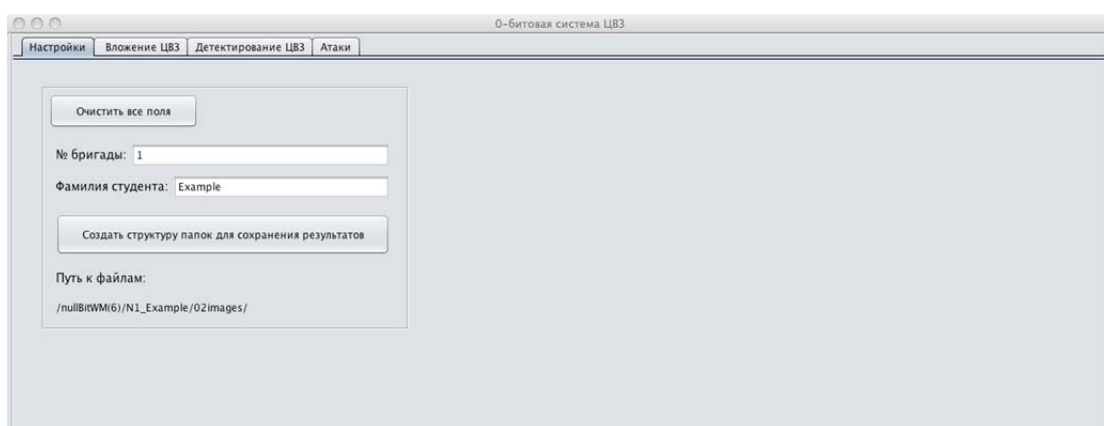 0-битовая система ЦВЗ
Настройки Вложение ЦВЗ Детектирование ЦВЗ Атаки
Очистить все поля
№ бригады: 1
Фамилия студента: Example
Создать структуру папок для сохранения результатов
Путь к файлам:
/nullBitWM(6)/N1_Example/02images/